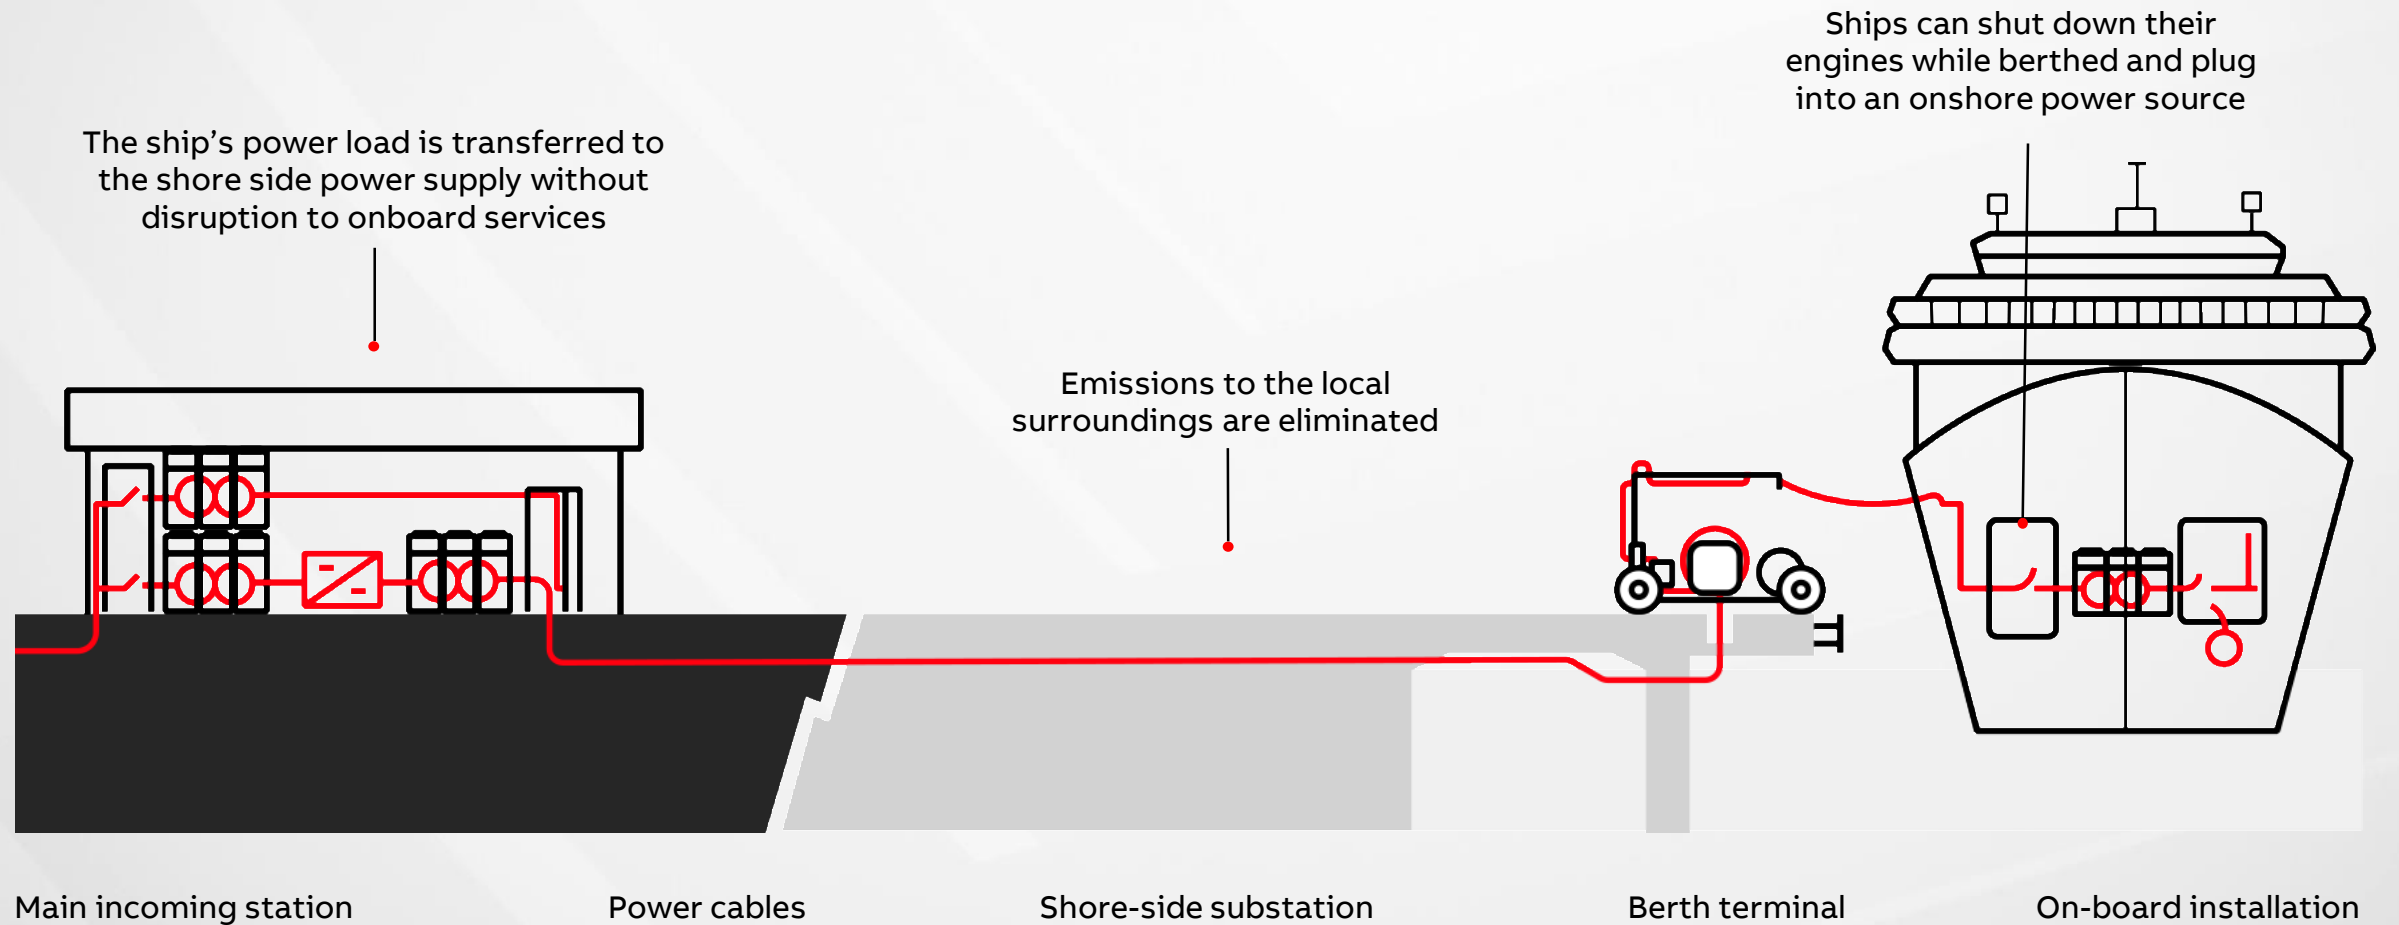 Ships can shut down their
engines while berthed and plug
into an onshore power source
The ship’s power load is transferred to
the shore side power supply without
disruption to onboard services
Emissions to the local
surroundings are eliminated
Main incoming station
Power cables
Shore-side substation
Berth terminal
On-board installation